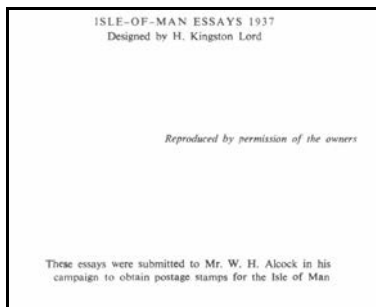 ISLE-OF-MAN ESSAYS 1937
Designed by H. Kingston Lord
Reproduced by permission of the owners
These essays were submitted to Mr. W. H. Alcock in his
campaign to obtain postage stamps for the Isle of Man